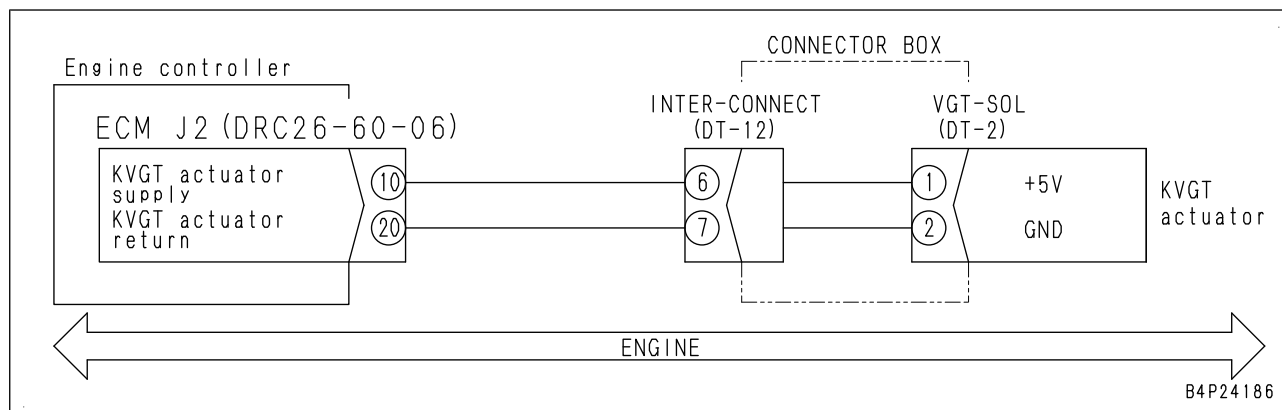 CONNECTOR BOX
Engine controller
INTER-CONNECT
(DT-12)
VGT-SOL
(DT-2)
ECM J2(DRC26-60-06)
KVGT actuator
supply
10
6
1
+5V
KVGT
actuator
KVGT actuator
return
20
7
2
GND
ENGINE
B4P24186